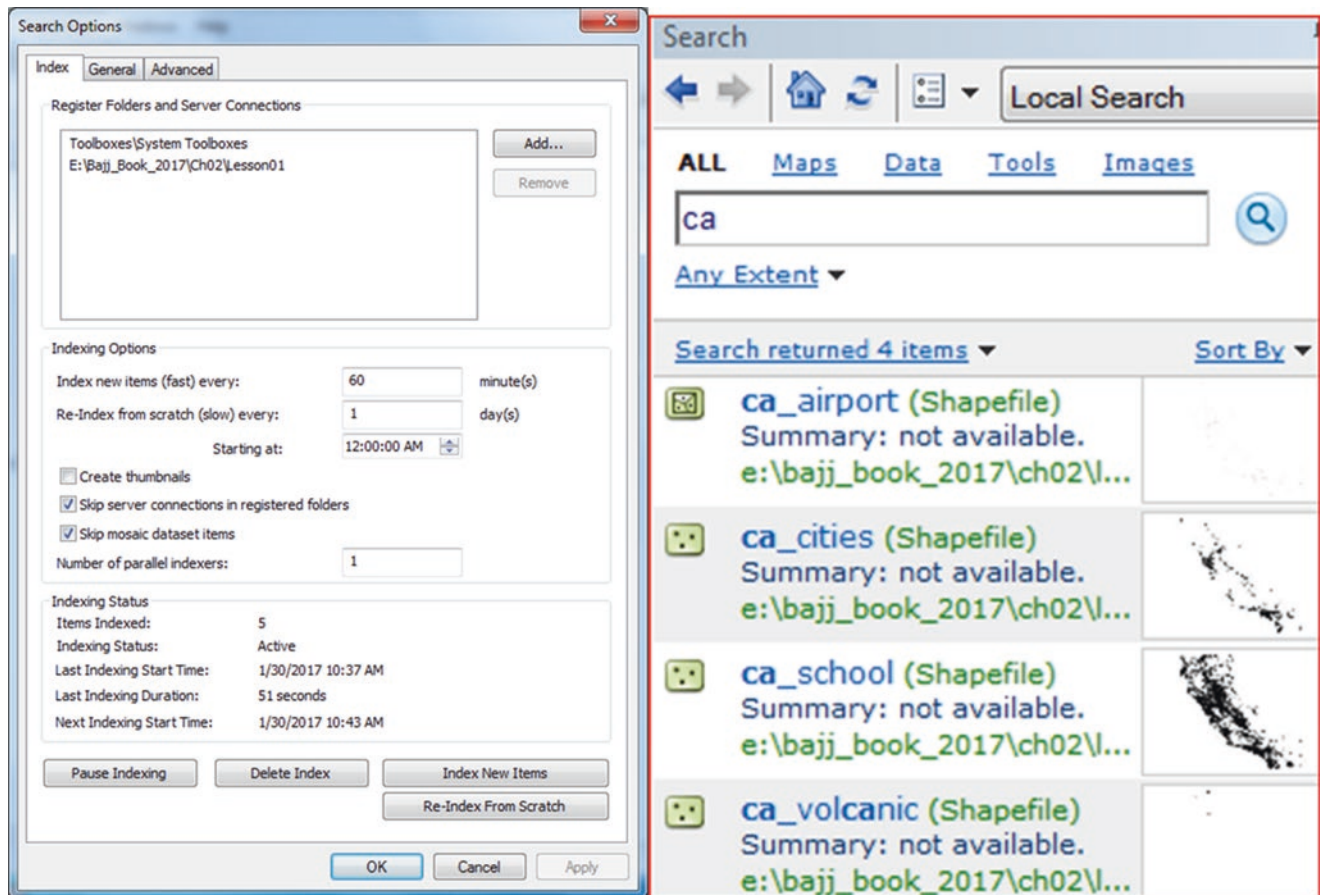 Search Options
Index General Advanced
Register Folders and Server Connections
Toolboxes\System Toolboxes
E:\Bajj_Book_2017\Ch02\Lesson01
Add...
Remove
Indexing Options
Index new items (fast) every: 60 minute(s)
Re-Index from scratch (slow) every: 1 day(s)
Starting at: 12:00:00 AM
Create thumbnails
Skip server connections in registered folders
Skip mosaic dataset items
Number of parallel indexers: 1
Indexing Status
Items Indexed: 5
Indexing Status: Active
Last Indexing Start Time: 1/30/2017 10:37 AM
Last Indexing Duration: 51 seconds
Next Indexing Start Time: 1/30/2017 10:43 AM
Pause Indexing Delete Index Index New Items
Re-Index From Scratch
OK Cancel Apply
Search
Local Search
ALL Maps Data Tools Images
ca
Any Extent
Search returned 4 items Sort By
ca_airport (Shapefile)
Summary: not available.
e:\bajj_book_2017\ch02\l...
ca_cities (Shapefile)
Summary: not available.
e:\bajj_book_2017\ch02\l...
ca_school (Shapefile)
Summary: not available.
e:\bajj_book_2017\ch02\l...
ca_volcanic (Shapefile)
Summary: not available.
e:\bajj_book_2017\ch02\l...